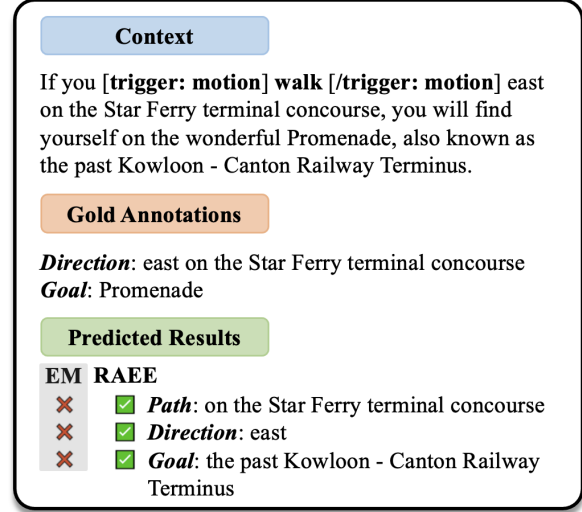 Context
If you [trigger: motion] walk [/trigger: motion] east
on the Star Ferry terminal concourse, you will find
yourself on the wonderful Promenade, also known as
the past Kowloon - Canton Railway Terminus.
Gold Annotations
Direction: east on the Star Ferry terminal concourse
Goal: Promenade
Predicted Results
EM RAEE
❌ ✅ Path: on the Star Ferry terminal concourse
❌ ✅ Direction: east
❌ ✅ Goal: the past Kowloon - Canton Railway
Terminus